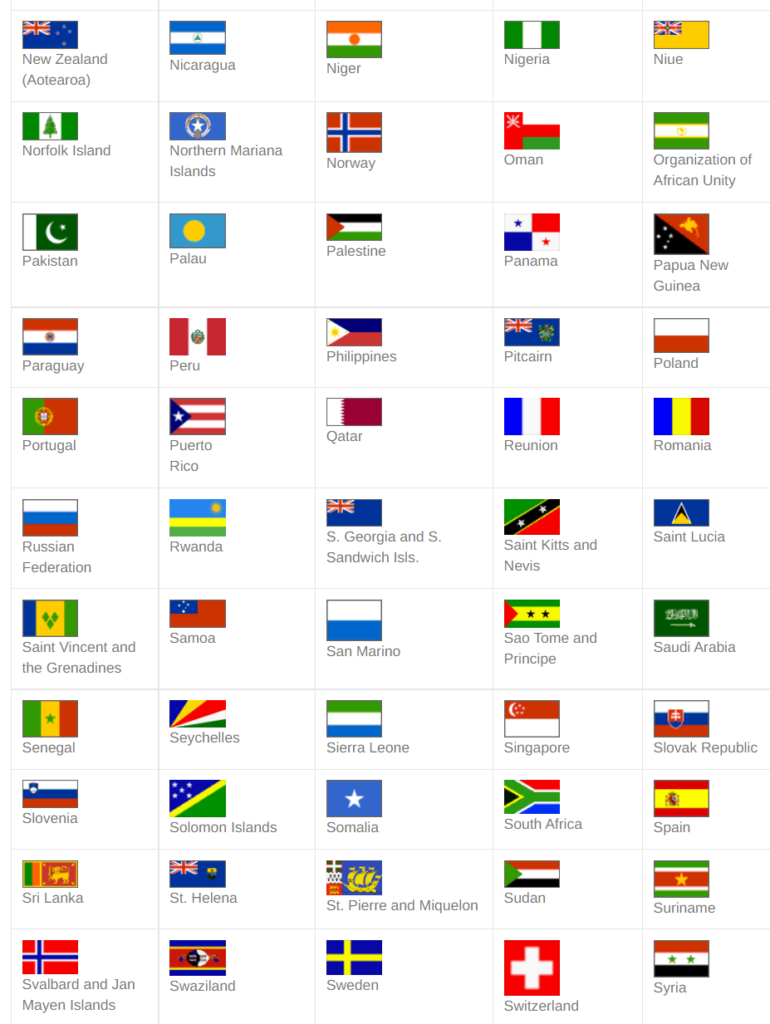 New Zealand
(Aotearoa)
Nicaragua
Niger
Nigeria
Niue
Norfolk Island
Northern Mariana
Islands
Norway
Oman
Organization of
African Unity
Pakistan
Palau
Palestine
Panama
Papua New
Guinea
Paraguay
Peru
Philippines
Pitcairn
Poland
Portugal
Puerto
Rico
Qatar
Reunion
Romania
Russian
Federation
Rwanda
S. Georgia and S.
Sandwich Isls.
Saint Kitts and
Nevis
Saint Lucia
Saint Vincent and
the Grenadines
Samoa
San Marino
Sao Tome and
Principe
Saudi Arabia
Senegal
Seychelles
Sierra Leone
Singapore
Slovak Republic
Slovenia
Solomon Islands
Somalia
South Africa
Spain
Sri Lanka
St. Helena
St. Pierre and Miquelon
Sudan
Suriname
Svalbard and Jan
Mayen Islands
Swaziland
Sweden
Switzerland
Syria